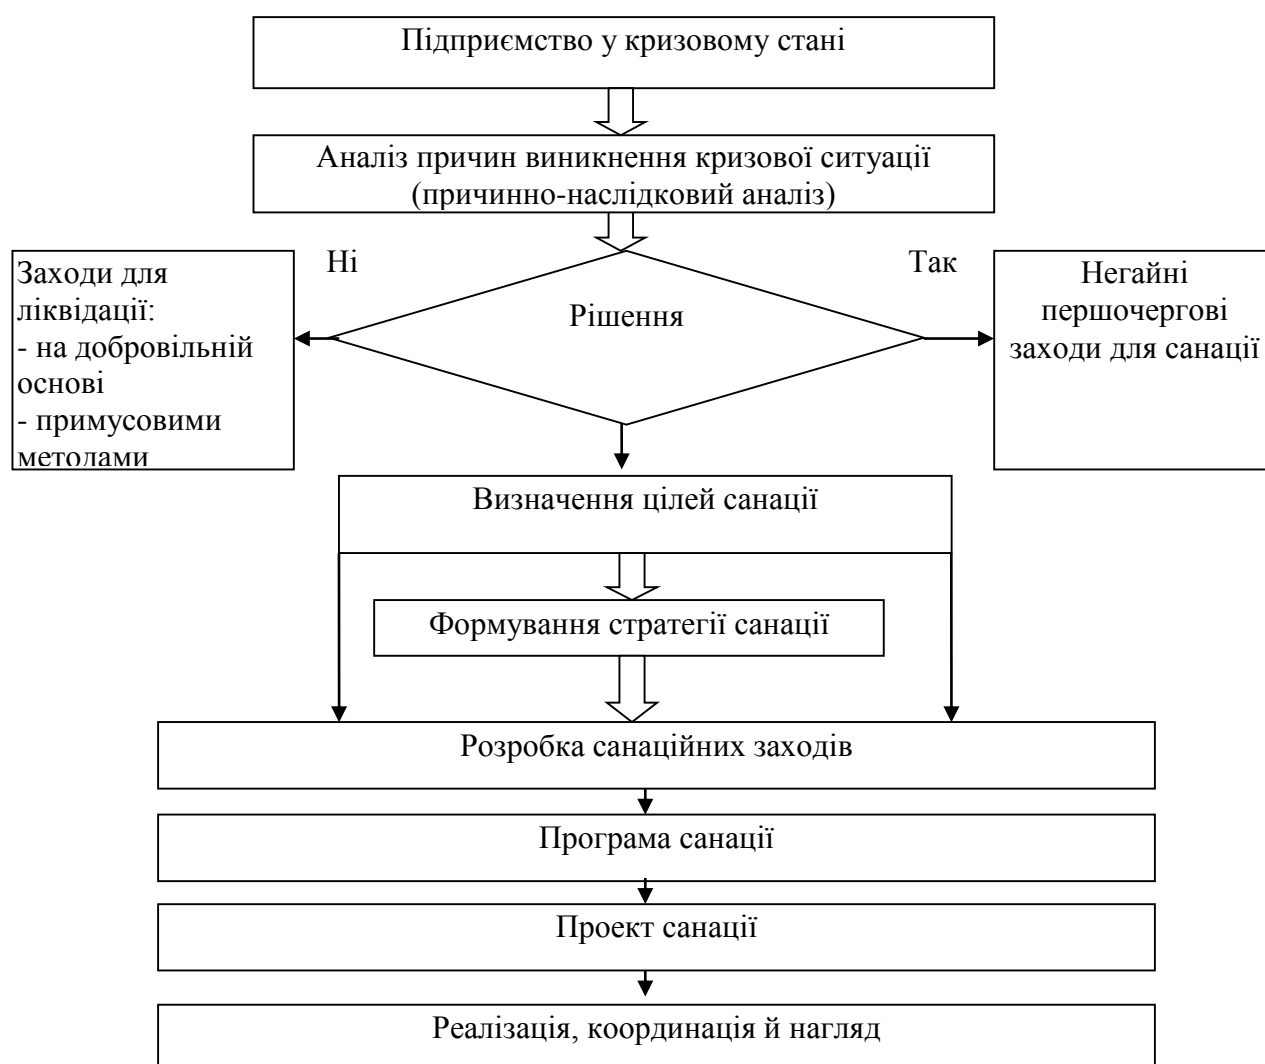 Підприємство у кризовому стані
Аналіз причин виникнення кризової ситуації
(причинно-наслідковий аналіз)
Ні
Так
Заходи для
ліквідації:
- на добровільній
основі
- примусовими
методами
Рішення
Негайні
першочергові
заходи для санації
Визначення цілей санації
Формування стратегії санації
Розробка санаційних заходів
Програма санації
Проект санації
Реалізація, координація й нагляд